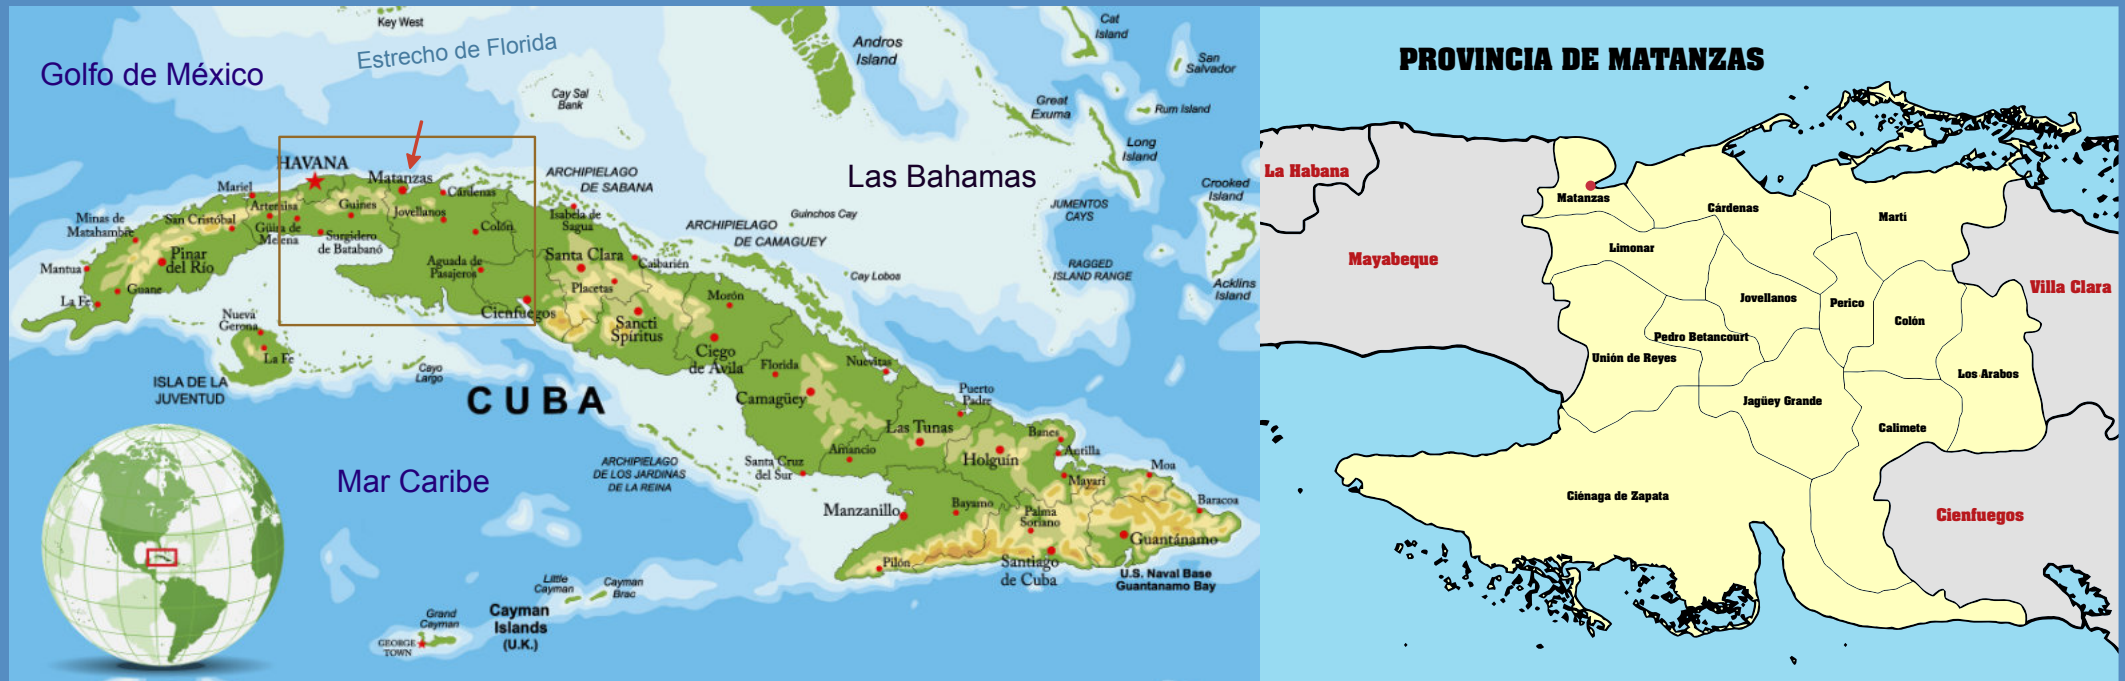 Key West
Estrecho de Florida
Golfo de México
Cay Sal
Bank
Andros
Island
Cat
Island
San
Salvador
Great
Exuma
Rum Island
Long
Island
Las Bahamas
Crooked
Island
JUMENTOS
CAYS
RAGGED
ISLAND RANGE
Acklins
Island
HAVANA
Matanzas
Mariel
Cárdenas
ARCHIPIELAGO
DE SABANA
Artemisa
Guines
Jovellanos
Minas de
Matahambre
San Cristóbal
Güira de
Melena
Surgidero
de Batabanó
Colón
Isabela de
Sagua
ARCHIPIELAGO
DE CAMAGUEY
Guinchos Cay
Pinar
del Río
Mantua
Aguada de
Pasajeros
Santa Clara
Caibarién
Cay Lobos
Guane
La Fe
Placetas
Morón
Nueva
Gerona
Cienfuegos
Sancti
Spíritus
La Fe
Ciego
de Avila
Florida
Nuevitas
ISLA DE LA
JUVENTUD
Cayo
Largo
CUBA
Camagüey
Puerto
Padre
Las Tunas
Banes
Antilla
Holguín
Amancio
Mar Caribe
ARCHIPIELAGO
DE LOS JARDINAS
DE LA REINA
Santa Cruz
del Sur
Moa
Mayarí
Manzanillo
Bayamo
Palma
Soriano
Baracoa
Guantánamo
Pilón
Santiago
de Cuba
U.S. Naval Base
Guantanamo Bay
Little
Cayman
Cayman
Brac
Grand
Cayman
Cayman
Islands
(U.K.)
GEORGE
TOWN
PROVINCIA DE MATANZAS
La Habana
Matanzas
Cárdenas
Martí
Mayabeque
Limonar
Villa Clara
Jovellanos
Perico
Colón
Pedro Betancourt
Unión de Reyes
Los Arabos
Jagüey Grande
Calimete
Ciénaga de Zapata
Cienfuegos